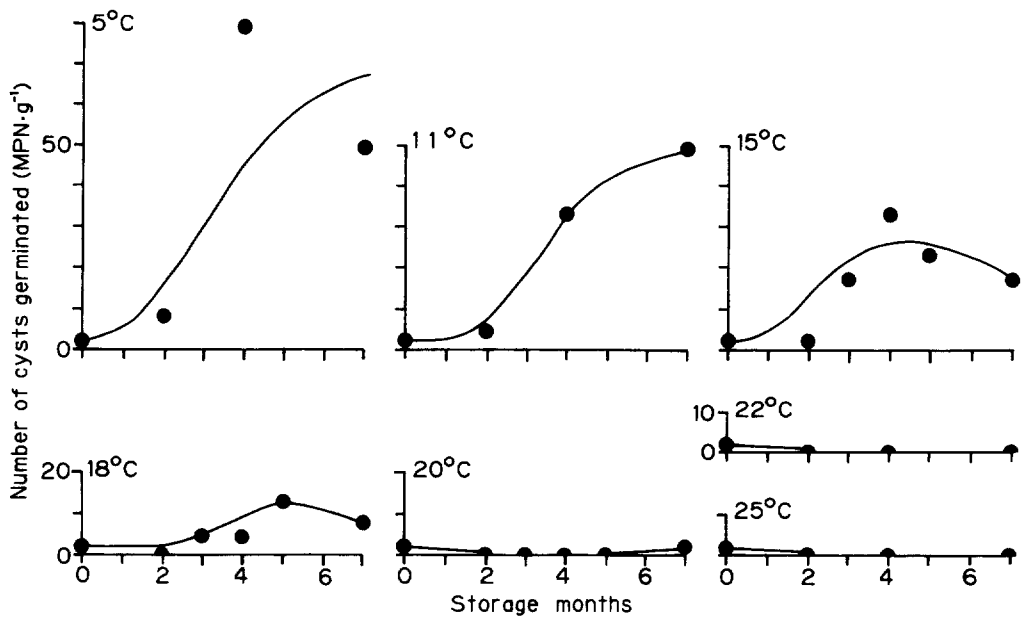 Number of cysts germinated (MPN·g⁻¹)
5°C
50
0
11°C
15°C
18°C
20
0
0 2 4 6
20°C
0 2 4 6
22°C
10
0
25°C
0 2 4 6
Storage months